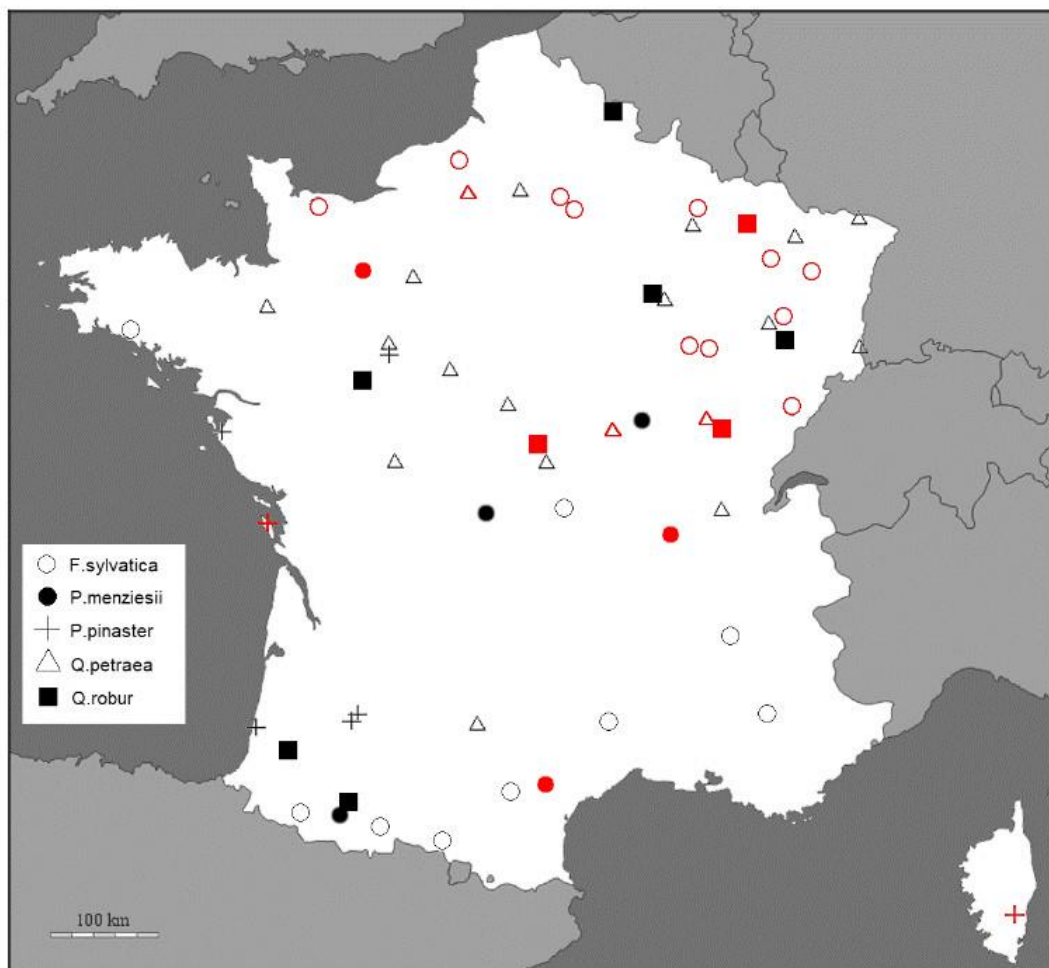 F.sylvatica
P.menziesii
P.pinaster
Q.petraea
Q.robur
100 km